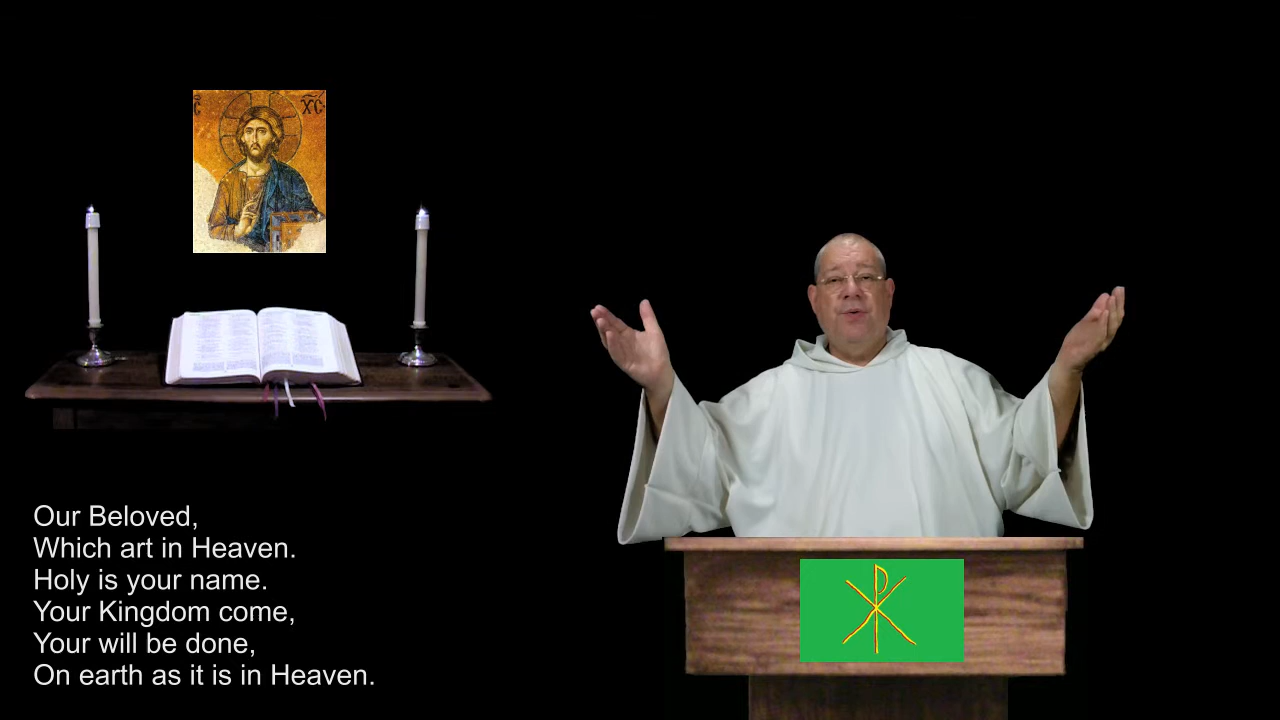 Our Beloved,
Which art in Heaven.
Holy is your name.
Your Kingdom come,
Your will be done,
On earth as it is in Heaven.